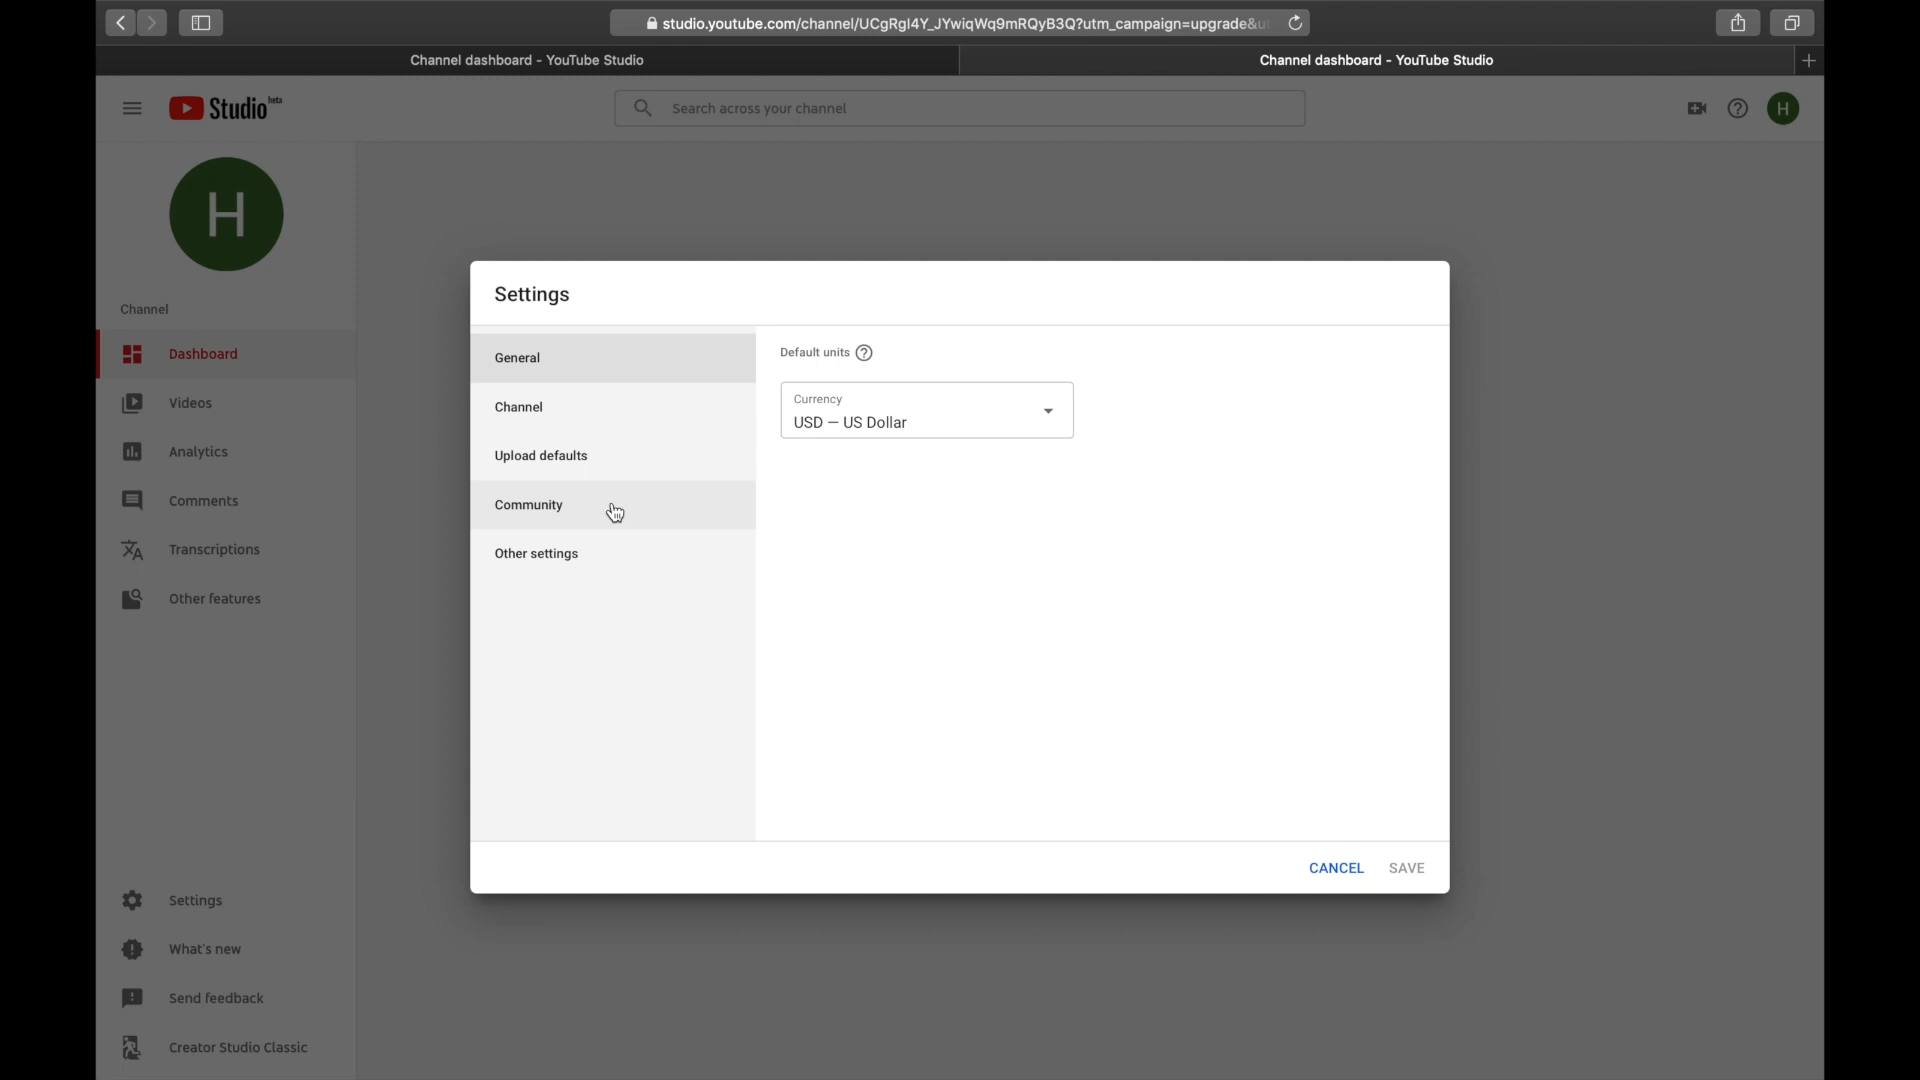 studio.youtube.com/channel/UCgRgI4Y_JYwiqWq9mRQyB3Q?utm_campaign=upgrade&u
Channel dashboard - YouTube Studio
Channel dashboard - YouTube Studio
Studio beta
Search across your channel
H
H
Channel
Dashboard
Videos
Analytics
Comments
Transcriptions
Other features
Settings
What's new
Send feedback
Creator Studio Classic
Settings
General
Channel
Upload defaults
Community
Other settings
Default units
Currency
USD — US Dollar
CANCEL
SAVE